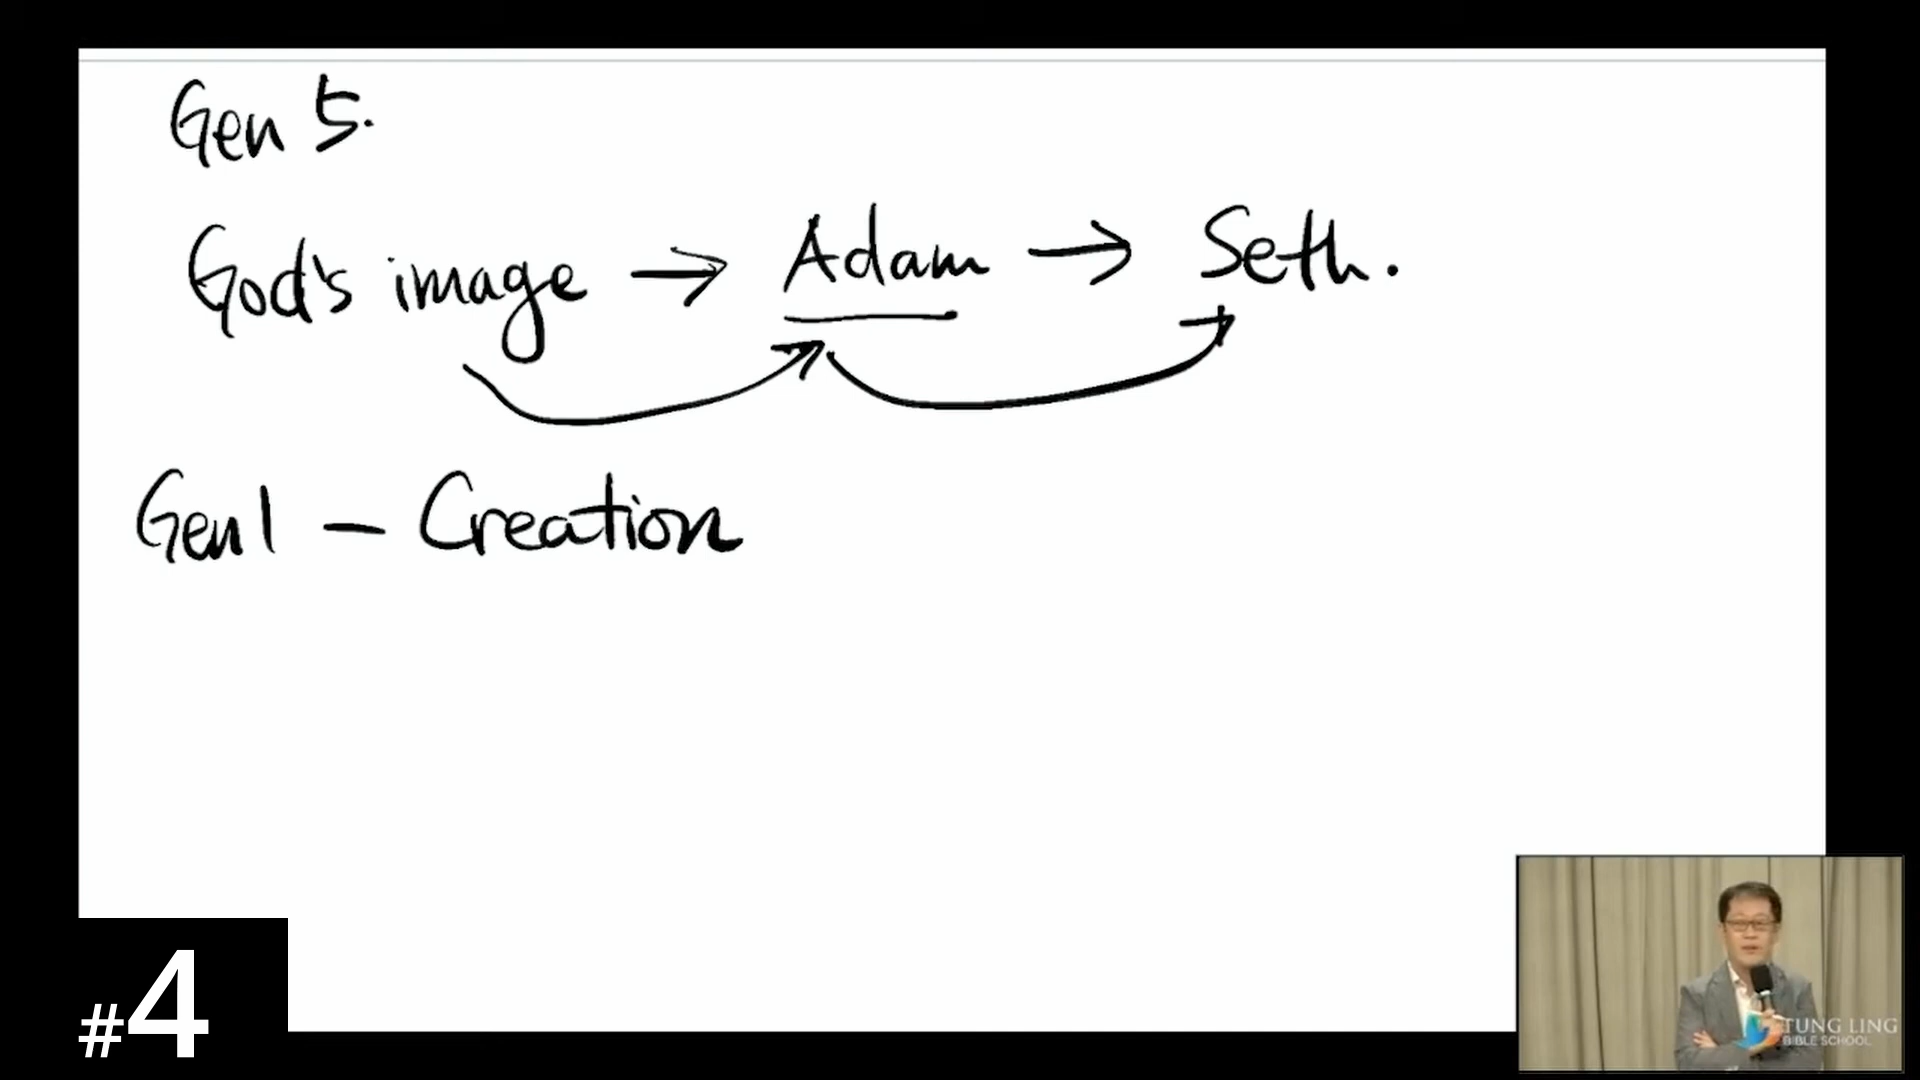 Gen 5.
God's image → Adam → Seth.
Gen 1 – Creation
#4
TUNG LING
BIBLE SCHOOL